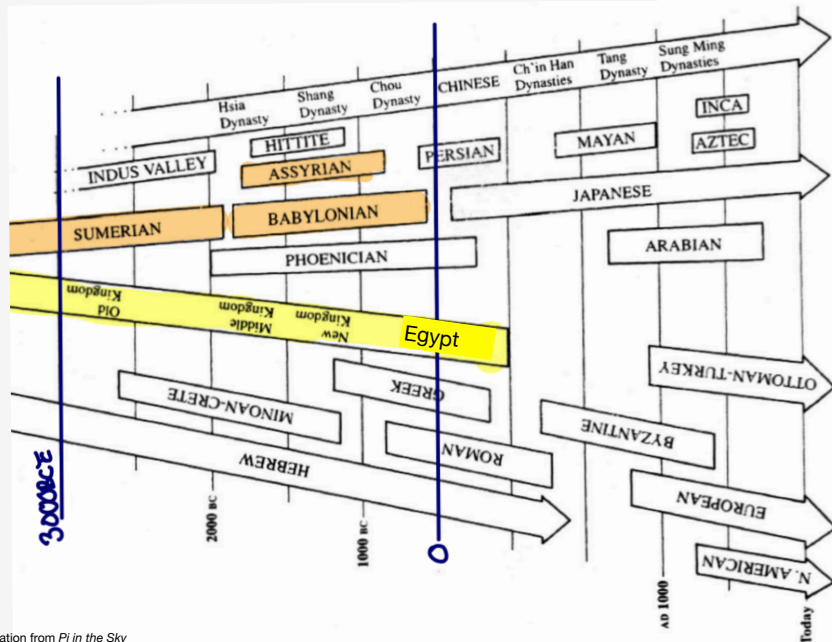 Hsia
Dynasty
Shang
Dynasty
Chou
Dynasty
CHINESE
Ch'in Han
Dynasties
Tang
Dynasty
Sung Ming
Dynasties
INCA
HITTITE
MAYAN
AZTEC
INDUS VALLEY
ASSYRIAN
PERSIAN
JAPANESE
SUMERIAN
BABYLONIAN
ARABIAN
PHOENICIAN
Old
Kingdom
Middle
Kingdom
New
Kingdom
Egypt
OTTOMAN-TURKEY
MINOAN-CRETE
GREEK
BYZANTINE
HEBREW
ROMAN
EUROPEAN
N. AMERICAN
3000BCE
2000 BC
1000 BC
0
AD 1000
Today
ation from Pi in the Sky